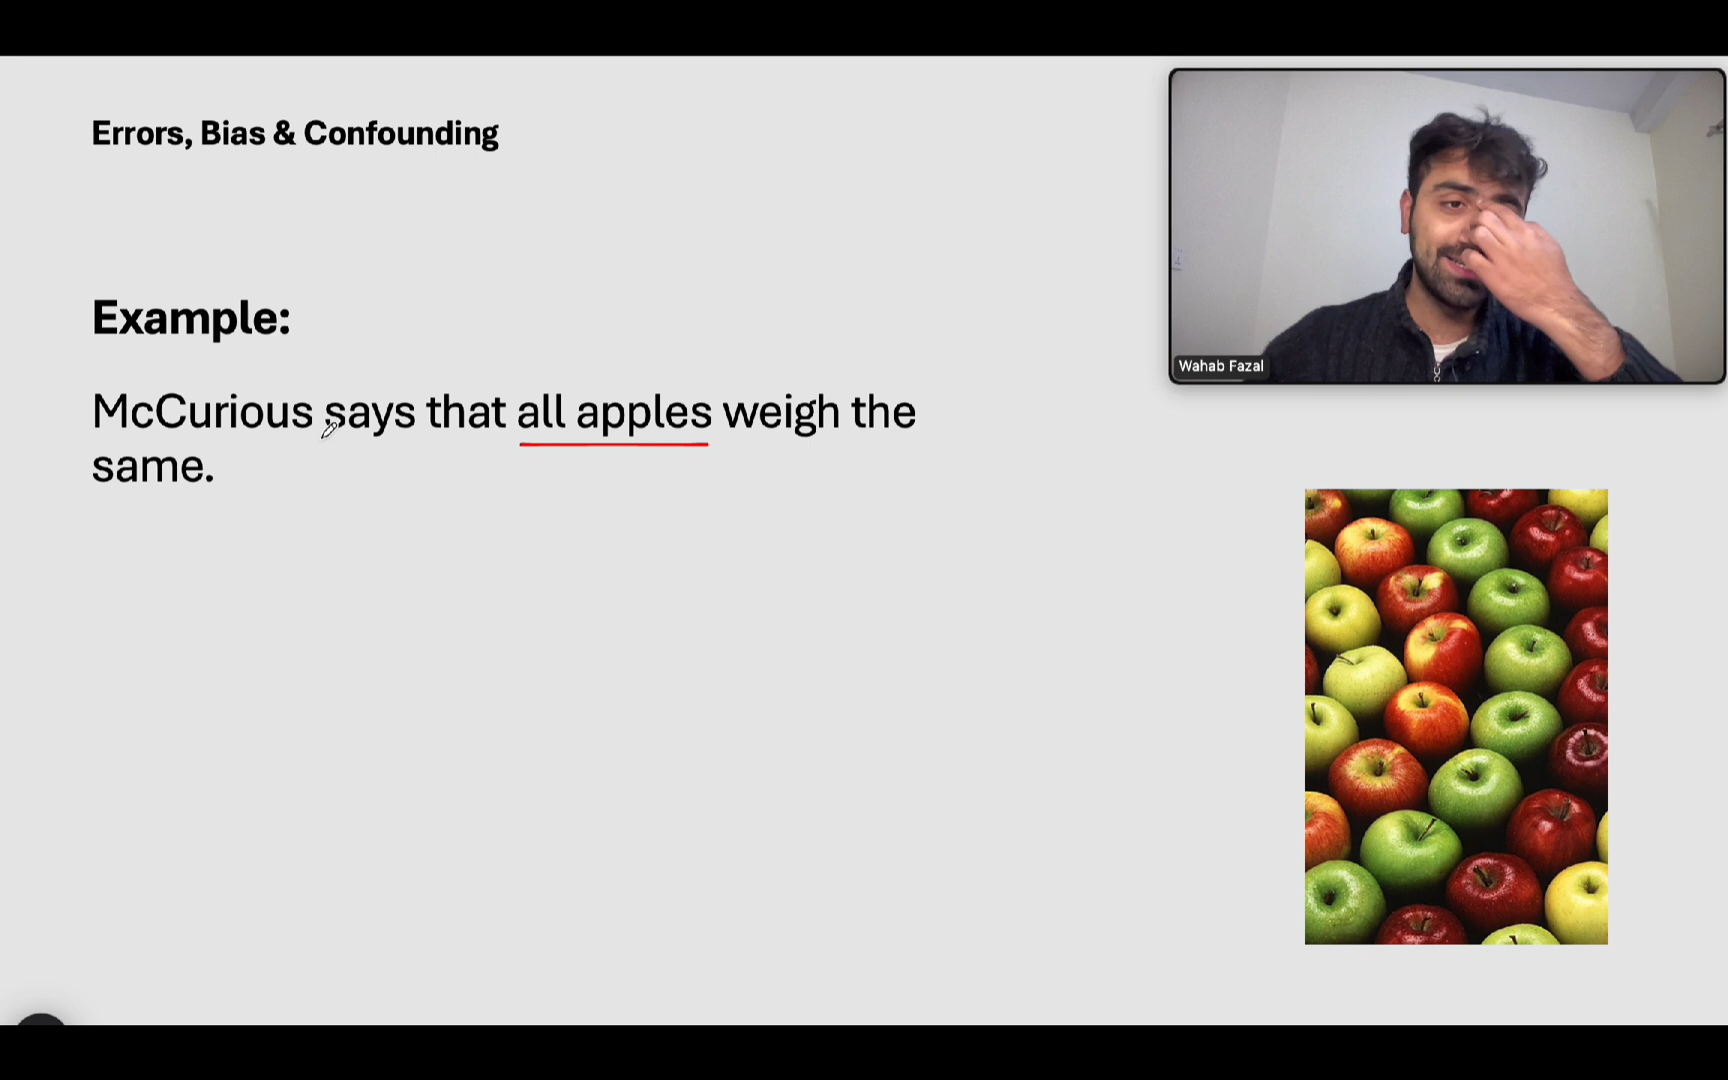 Errors, Bias & Confounding
Wahab Fazal
Example:
McCurious says that all apples weigh the
same.